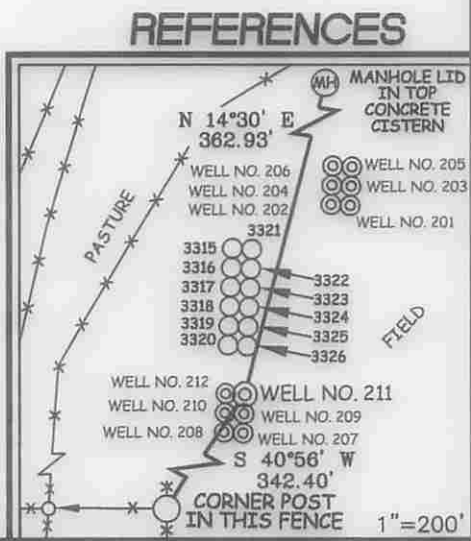 REFERENCES
MH
MANHOLE LID
IN TOP
CONCRETE
CISTERN
N 14°30' E
362.93'
WELL NO. 206
WELL NO. 204
WELL NO. 202
WELL NO. 205
WELL NO. 203
WELL NO. 201
PASTURE
3321
3315
3316
3317
3318
3319
3320
3322
3323
3324
3325
3326
FIELD
WELL NO. 212
WELL NO. 210
WELL NO. 208
WELL NO. 211
WELL NO. 209
WELL NO. 207
S 40°56' W
342.40'
CORNER POST
IN THIS FENCE
1"=200'